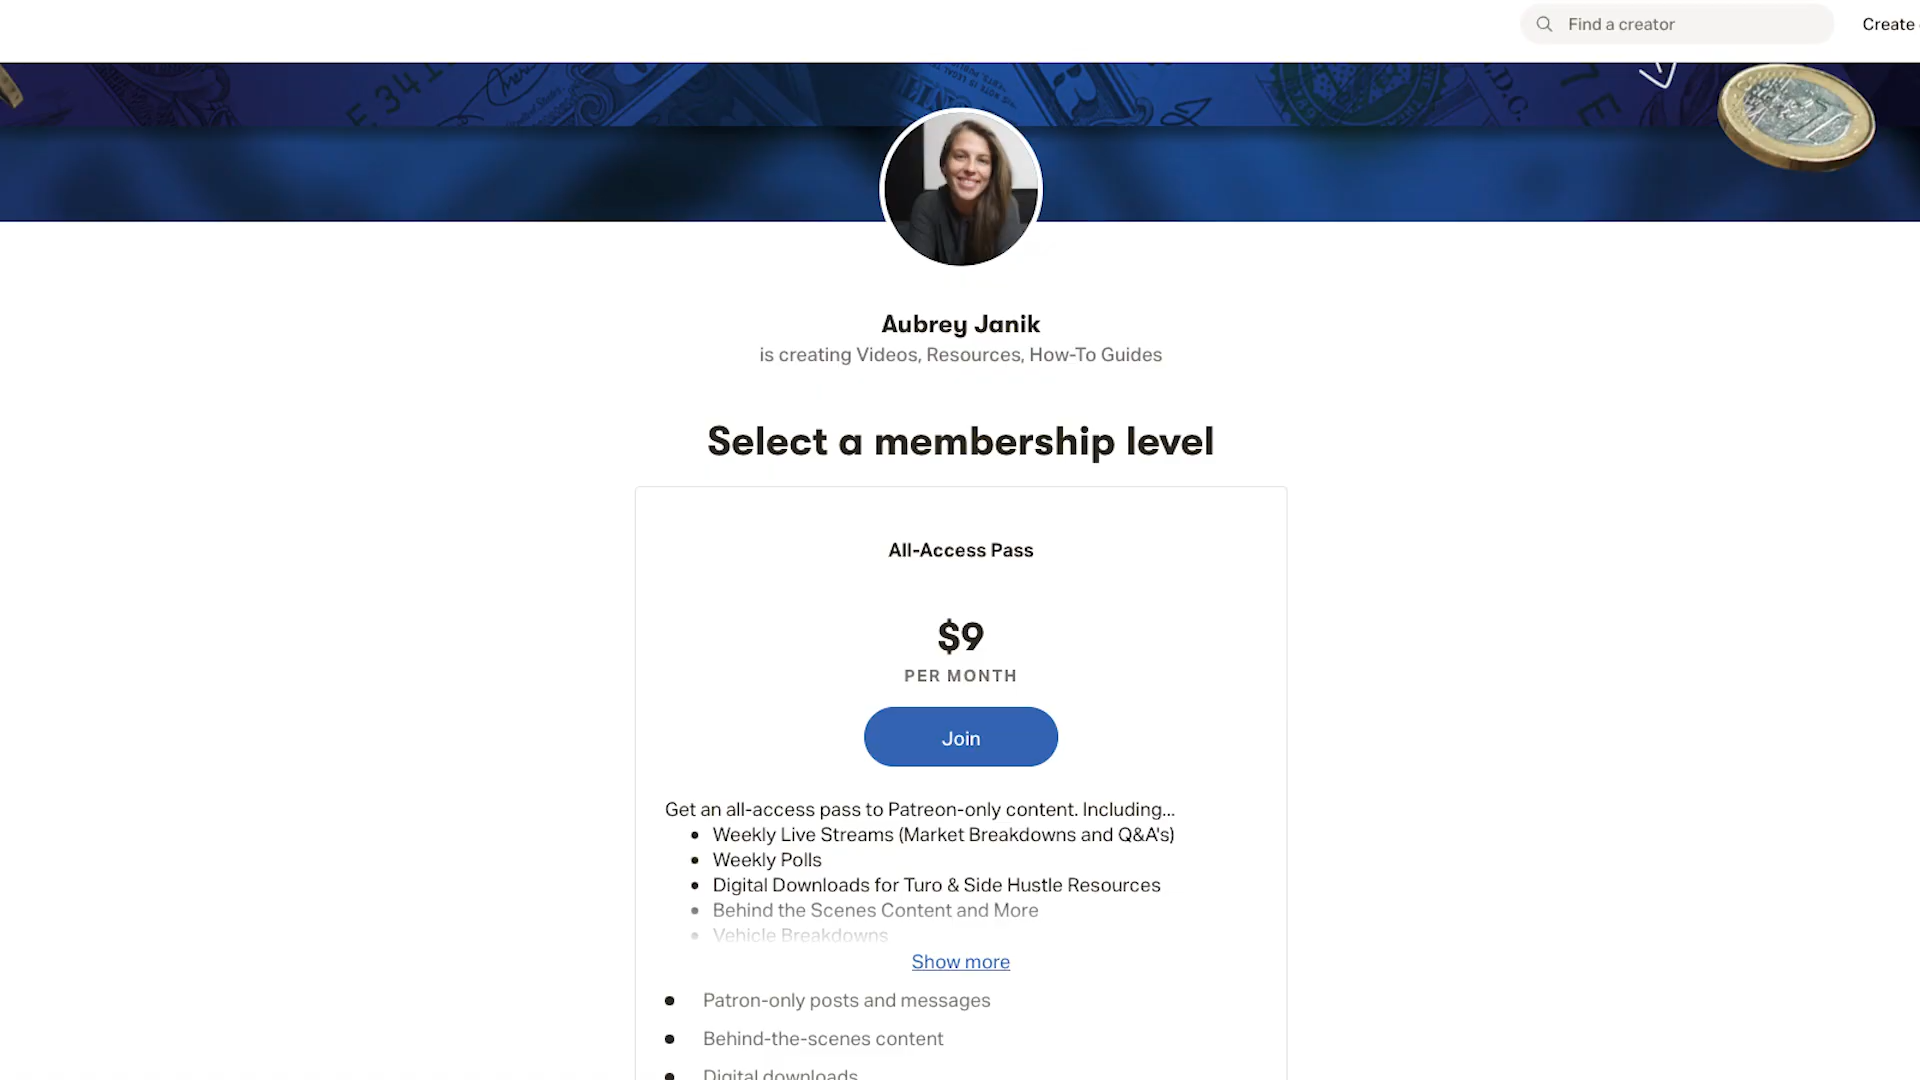 Find a creator
Create
E 341
D.C.
7 E
Aubrey Janik
is creating Videos, Resources, How-To Guides
Select a membership level
All-Access Pass
$9
PER MONTH
Join
Get an all-access pass to Patreon-only content. Including...
• Weekly Live Streams (Market Breakdowns and Q&A's)
• Weekly Polls
• Digital Downloads for Turo & Side Hustle Resources
• Behind the Scenes Content and More
• Vehicle Breakdowns
Show more
• Patron-only posts and messages
• Behind-the-scenes content
• Digital downloads